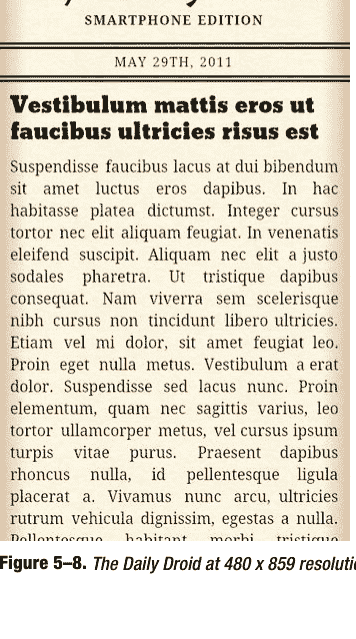 SMARTPHONE EDITION
MAY 29TH, 2011
Vestibulum mattis eros ut
faucibus ultricies risus est
Suspendisse faucibus lacus at dui bibendum
sit amet luctus eros dapibus. In hac
habitasse platea dictumst. Integer cursus
tortor nec elit aliquam feugiat. In venenatis
eleifend suscipit. Aliquam nec elit a justo
sodales pharetra. Ut tristique dapibus
consequat. Nam viverra sem scelerisque
nibh cursus non tincidunt libero ultricies.
Etiam vel mi dolor, sit amet feugiat leo.
Proin eget nulla metus. Vestibulum a erat
dolor. Suspendisse sed lacus nunc. Proin
elementum, quam nec sagittis varius, leo
tortor ullamcorper metus, vel cursus ipsum
turpis vitae purus. Praesent dapibus
rhoncus nulla, id pellentesque ligula
placerat a. Vivamus nunc arcu, ultricies
rutrum vehicula dignissim, egestas a nulla.
Pellentesque habitant morbi tristique
Figure 5–8. The Daily Droid at 480 x 859 resoluti